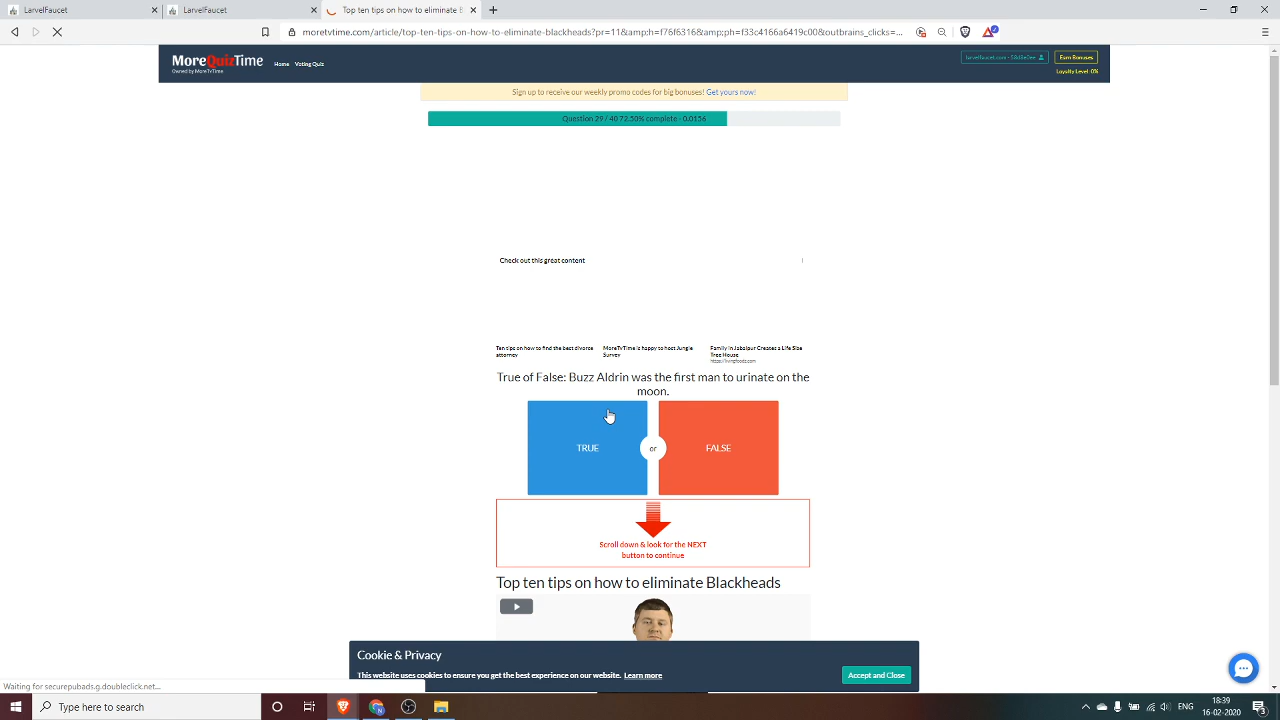 LarvelFaucet
LarvelFaucet
Top ten tips on how to eliminate B
moretvtime.com/article/top-ten-tips-on-how-to-eliminate-blackheads?pr=11&amp;h=f76f6316&amp;ph=f33c4166a6419c00&outbrains_clicks=...
MoreQuizTime
Owned by MoreTvTime
Home
Voting Quiz
Earn Bonuses
Loyalty Level: 0%
Sign up to receive our weekly promo codes for big bonuses! Get yours now!
Question 29 / 40 72.50% complete - 0.0156
Check out this great content
Ten tips on how to find the best divorce
attorney
MoreTvTime is happy to host Jungle
Survey
Family in Jabalpur Creates a Life Size
Tree House
True of False: Buzz Aldrin was the first man to urinate on the
moon.
TRUE
or
FALSE
Scroll down & look for the NEXT
button to continue
Top ten tips on how to eliminate Blackheads
Cookie & Privacy
This website uses cookies to ensure you get the best experience on our website. Learn more
Accept and Close
Waiting for securepubads.g.doubleclick.net...
Type here to search
ENG
18:39
16-02-2020